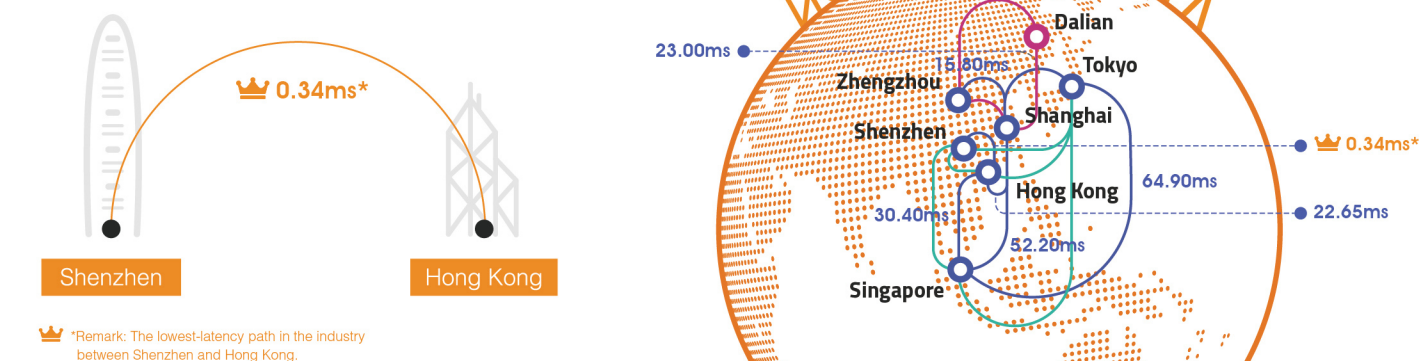 0.34ms*
Shenzhen
Hong Kong
*Remark: The lowest-latency path in the industry
between Shenzhen and Hong Kong.
Dalian
23.00ms
15.80ms
Tokyo
Zhengzhou
Shanghai
Shenzhen
0.34ms*
Hong Kong
64.90ms
30.40ms
22.65ms
52.20ms
Singapore